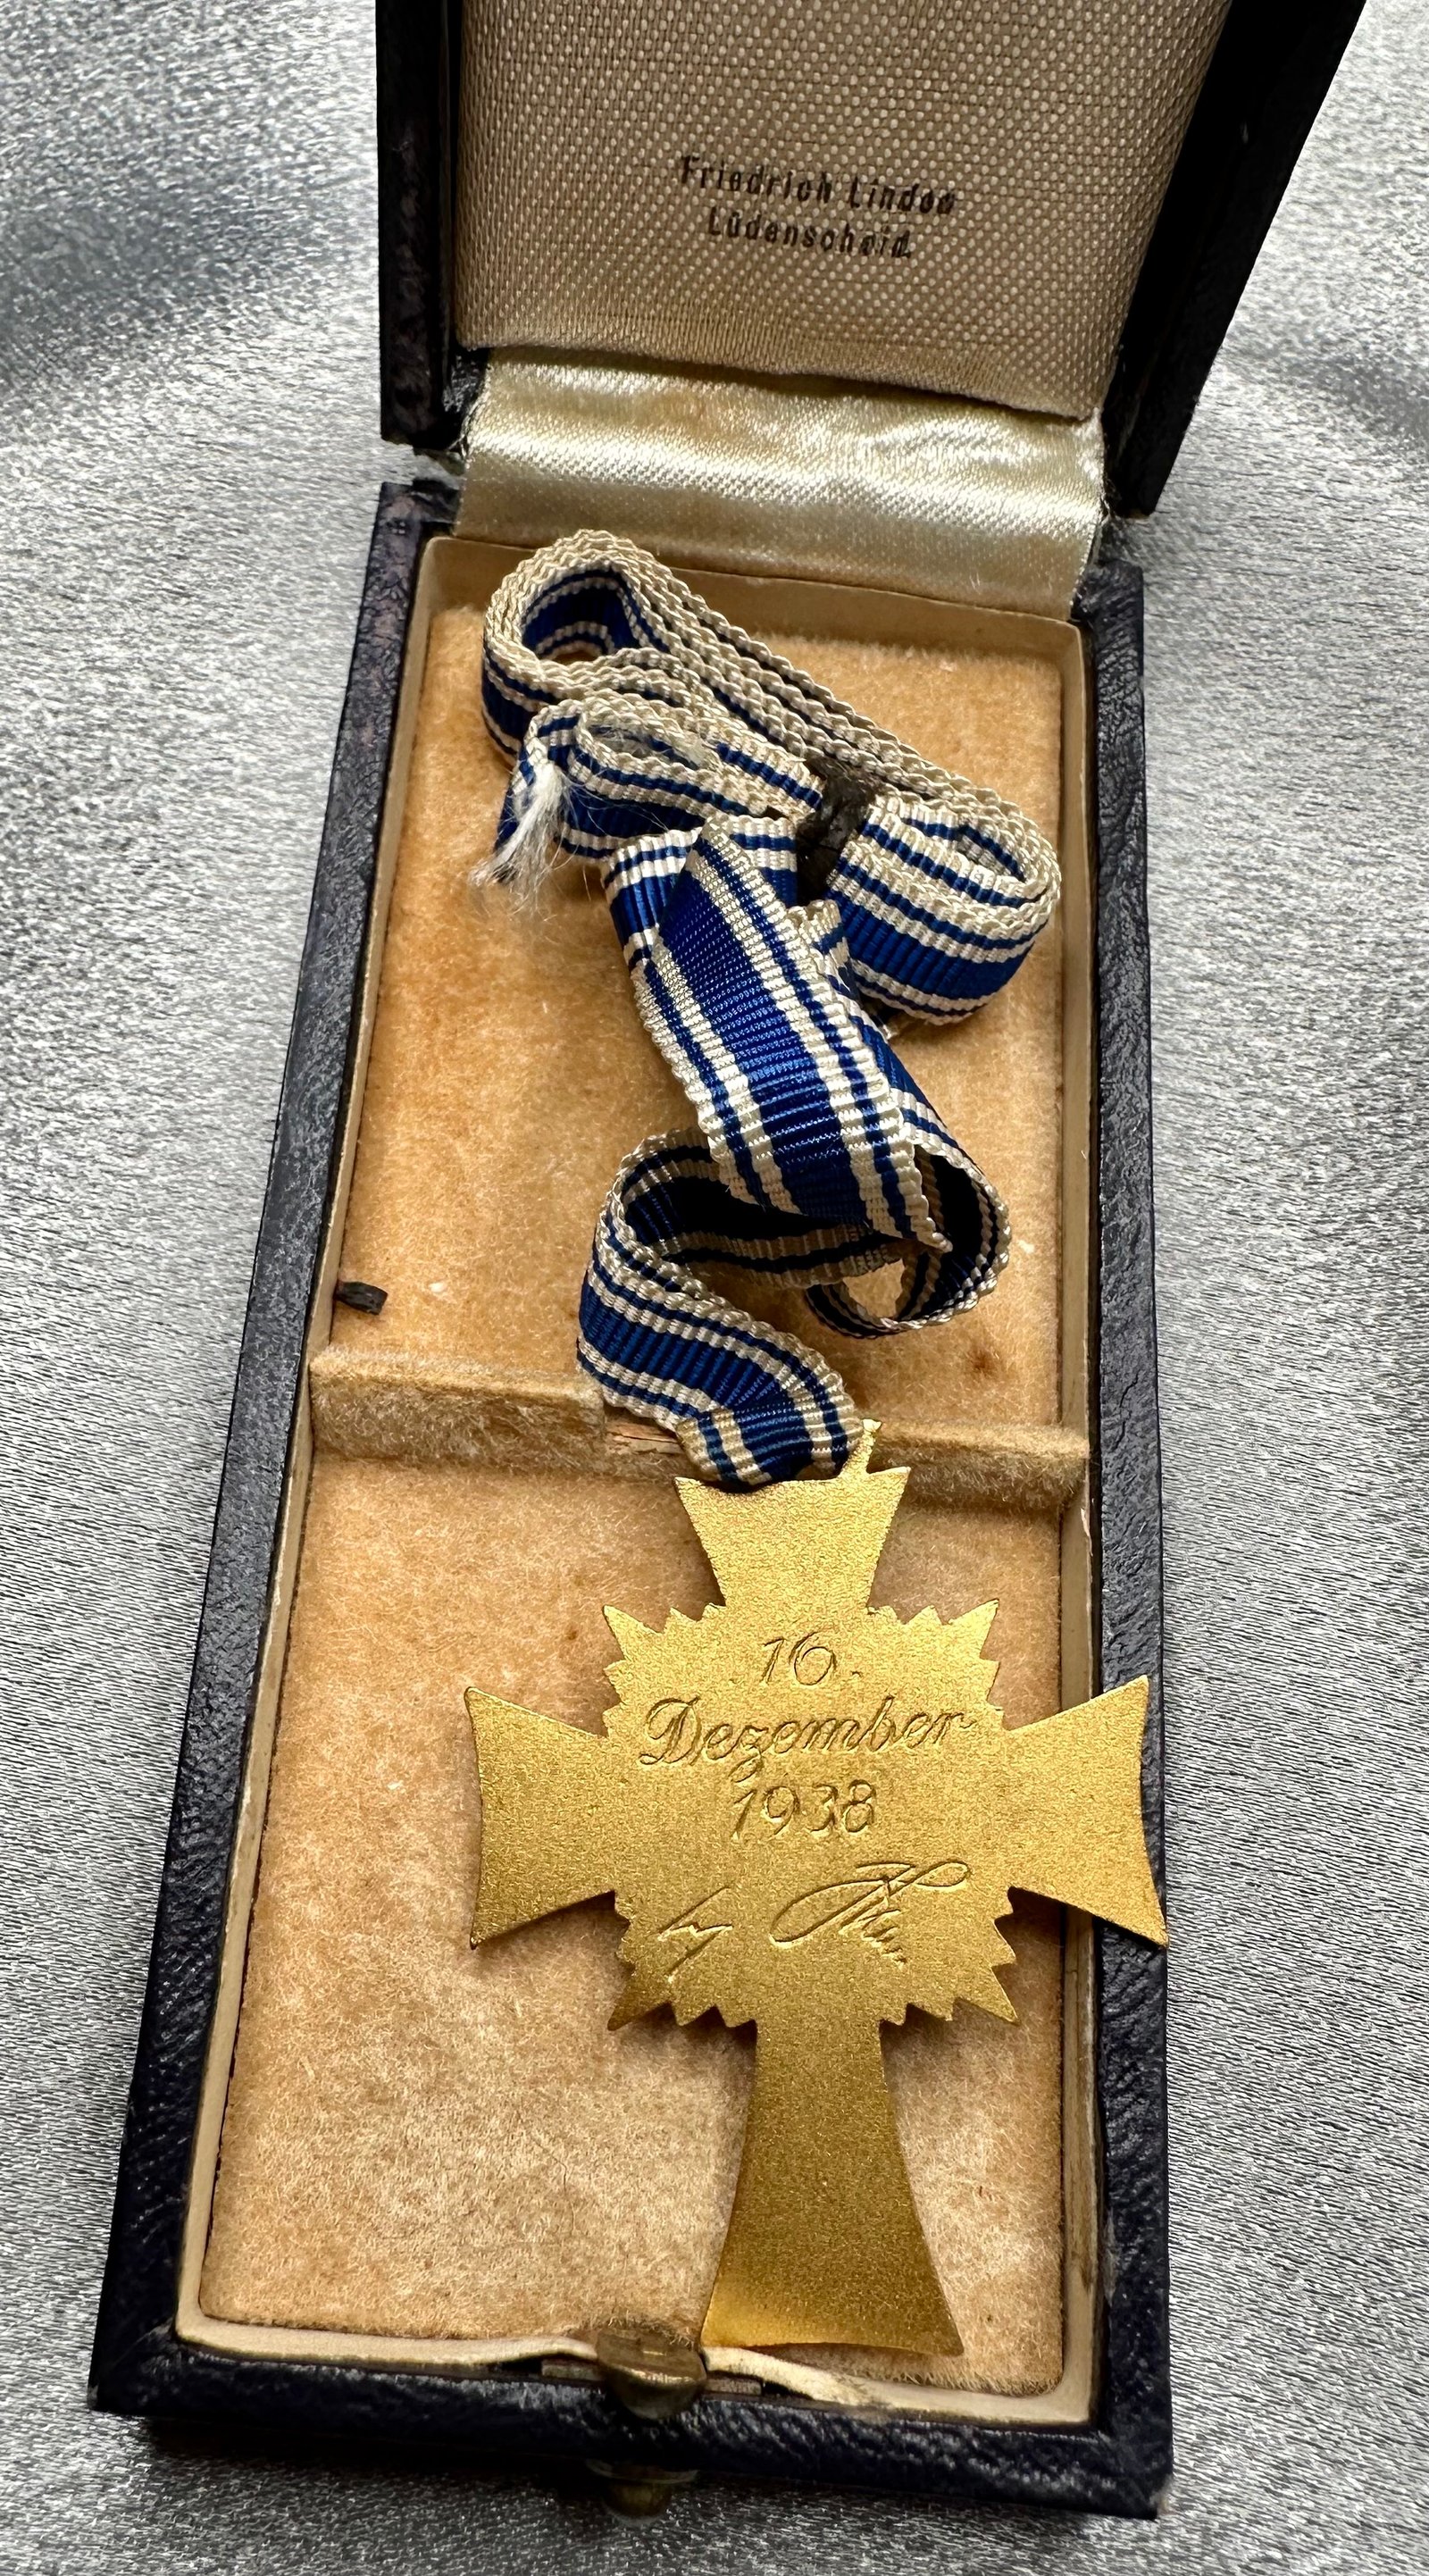 Friedrich Linden
Lüdenscheid.
16.
Dezember
1938